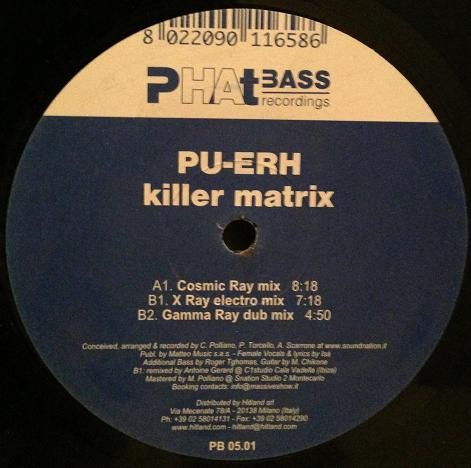 8 022090 116586
PHAt BASS
recordings
PU-ERH
killer matrix
A1. Cosmic Ray mix 8:18
B1. X Ray electro mix 7:18
B2. Gamma Ray dub mix 4:50
Conceived, arranged & recorded by C. Polliano, P. Torcello, A. Scarrone at www.soundnation.it
Publ. by Matteo Music s.a.s. - Female Vocals & lyrics by Isá
Additional Bass by Roger Tghomas, Guitar by M. Chikone
B1: remixed by Antoine Gerard @ C1studio Cala Vadella (Ibiza)
Mastered by M. Polliano @ Snation Studio 2 Montecarlo
Booking contacts: info@massiveshow.it
Distributed by Hitland srl
Via Mecenate 78/A - 20138 Milano (Italy)
Ph: +39 02 58014131 - Fax: +39 02 58014290
www.hitland.com - hitland@hitland.com
PB 05.01